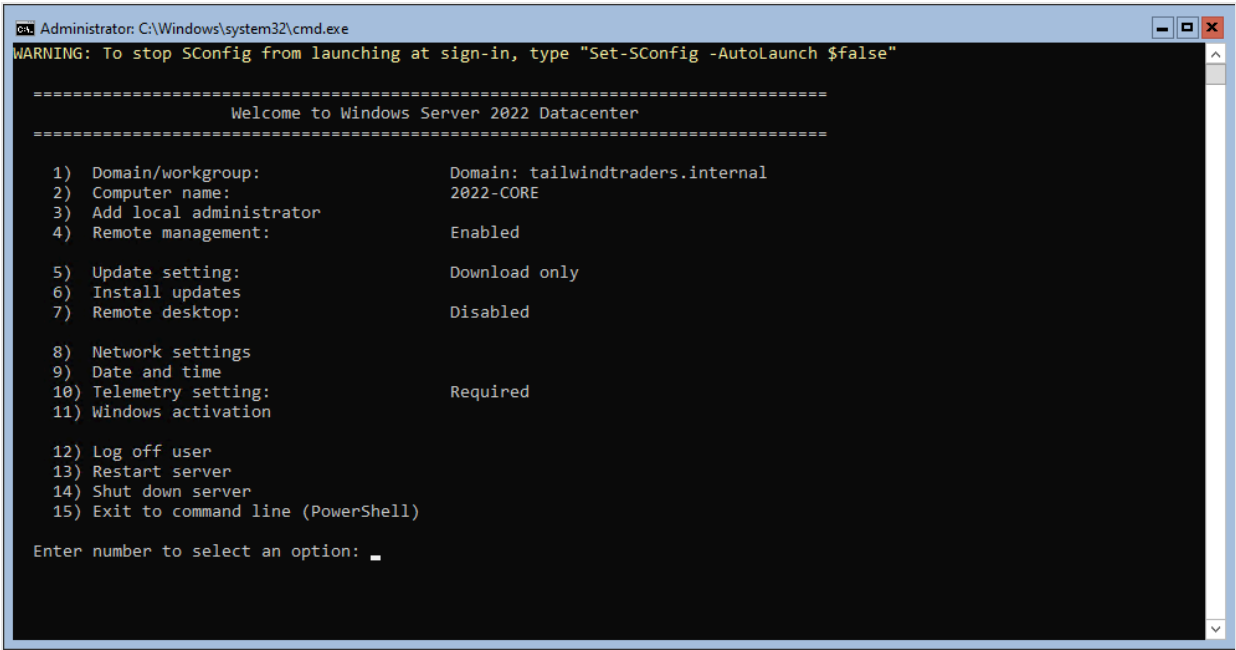 Administrator: C:\Windows\system32\cmd.exe
WARNING: To stop SConfig from launching at sign-in, type "Set-SConfig -AutoLaunch $false"
================================================================================
Welcome to Windows Server 2022 Datacenter
================================================================================
1) Domain/workgroup: Domain: tailwindtraders.internal
2) Computer name: 2022-CORE
3) Add local administrator
4) Remote management: Enabled
5) Update setting: Download only
6) Install updates
7) Remote desktop: Disabled
8) Network settings
9) Date and time
10) Telemetry setting: Required
11) Windows activation
12) Log off user
13) Restart server
14) Shut down server
15) Exit to command line (PowerShell)
Enter number to select an option: